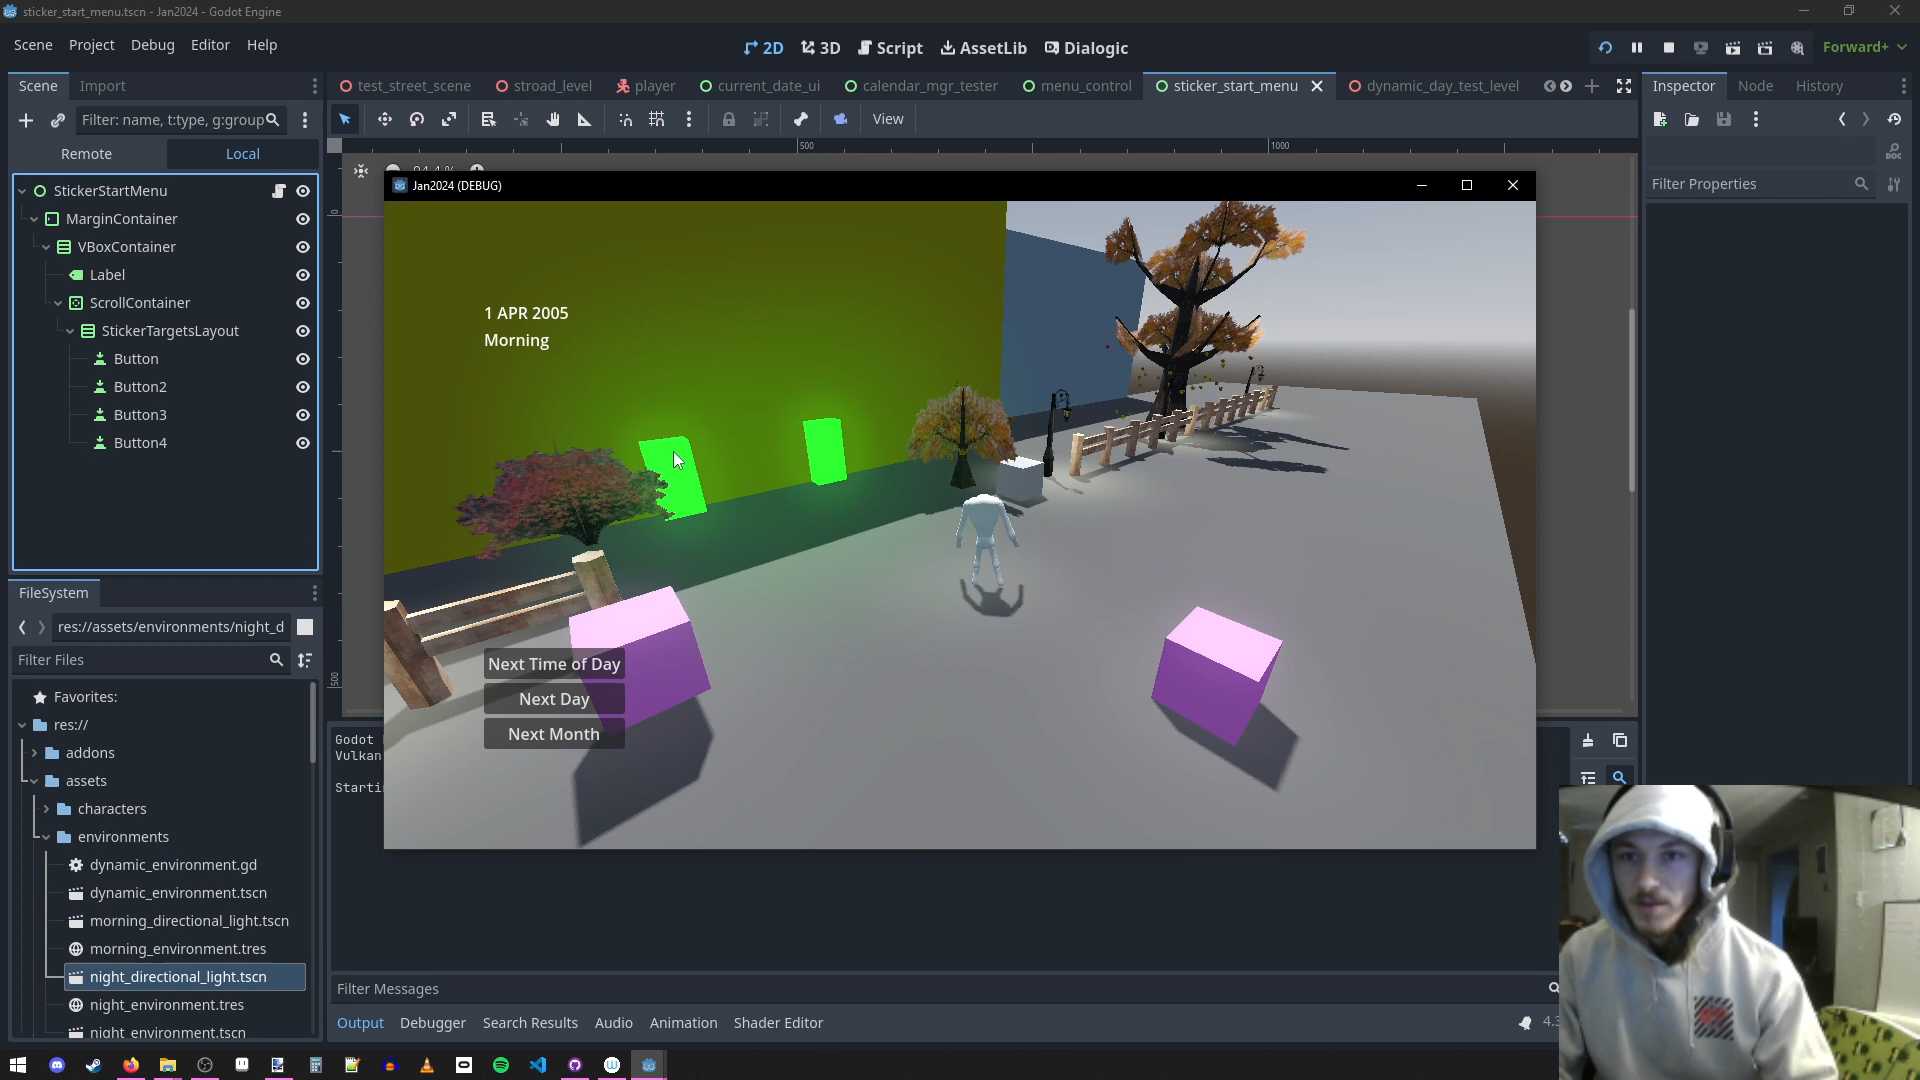 sticker_start_menu.tscn - Jan2024 - Godot Engine
Scene Project Debug Editor Help
2D 3D Script AssetLib Dialogic
Forward+
Scene Import
test_street_scene stroad_level player current_date_ui calendar_mgr_tester menu_control sticker_start_menu dynamic_day_test_level
Inspector Node History
Filter: name, t:type, g:group
View
Remote Local
500 1000
StickerStartMenu
MarginContainer
VBoxContainer
Label
ScrollContainer
StickerTargetsLayout
Button
Button2
Button3
Button4
Filter Properties
Jan2024 (DEBUG)
1 APR 2005
Morning
Next Time of Day
Next Day
Next Month
FileSystem
res://assets/environments/night_d
Filter Files
Favorites:
res://
addons
assets
characters
environments
dynamic_environment.gd
dynamic_environment.tscn
morning_directional_light.tscn
morning_environment.tres
night_directional_light.tscn
night_environment.tres
night_environment.tscn
0
500
Godot
Vulkan
Filter Messages
Output Debugger Search Results Audio Animation Shader Editor